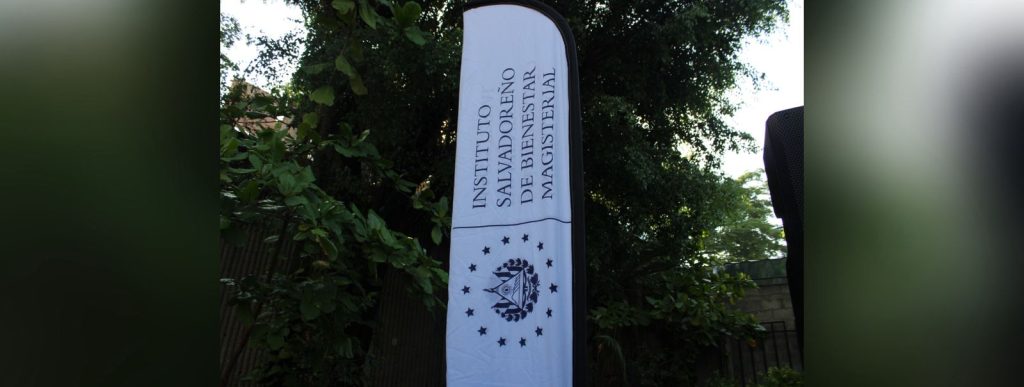 INSTITUTO
SALVADOREÑO
DE BIENESTAR
MAGISTERIAL